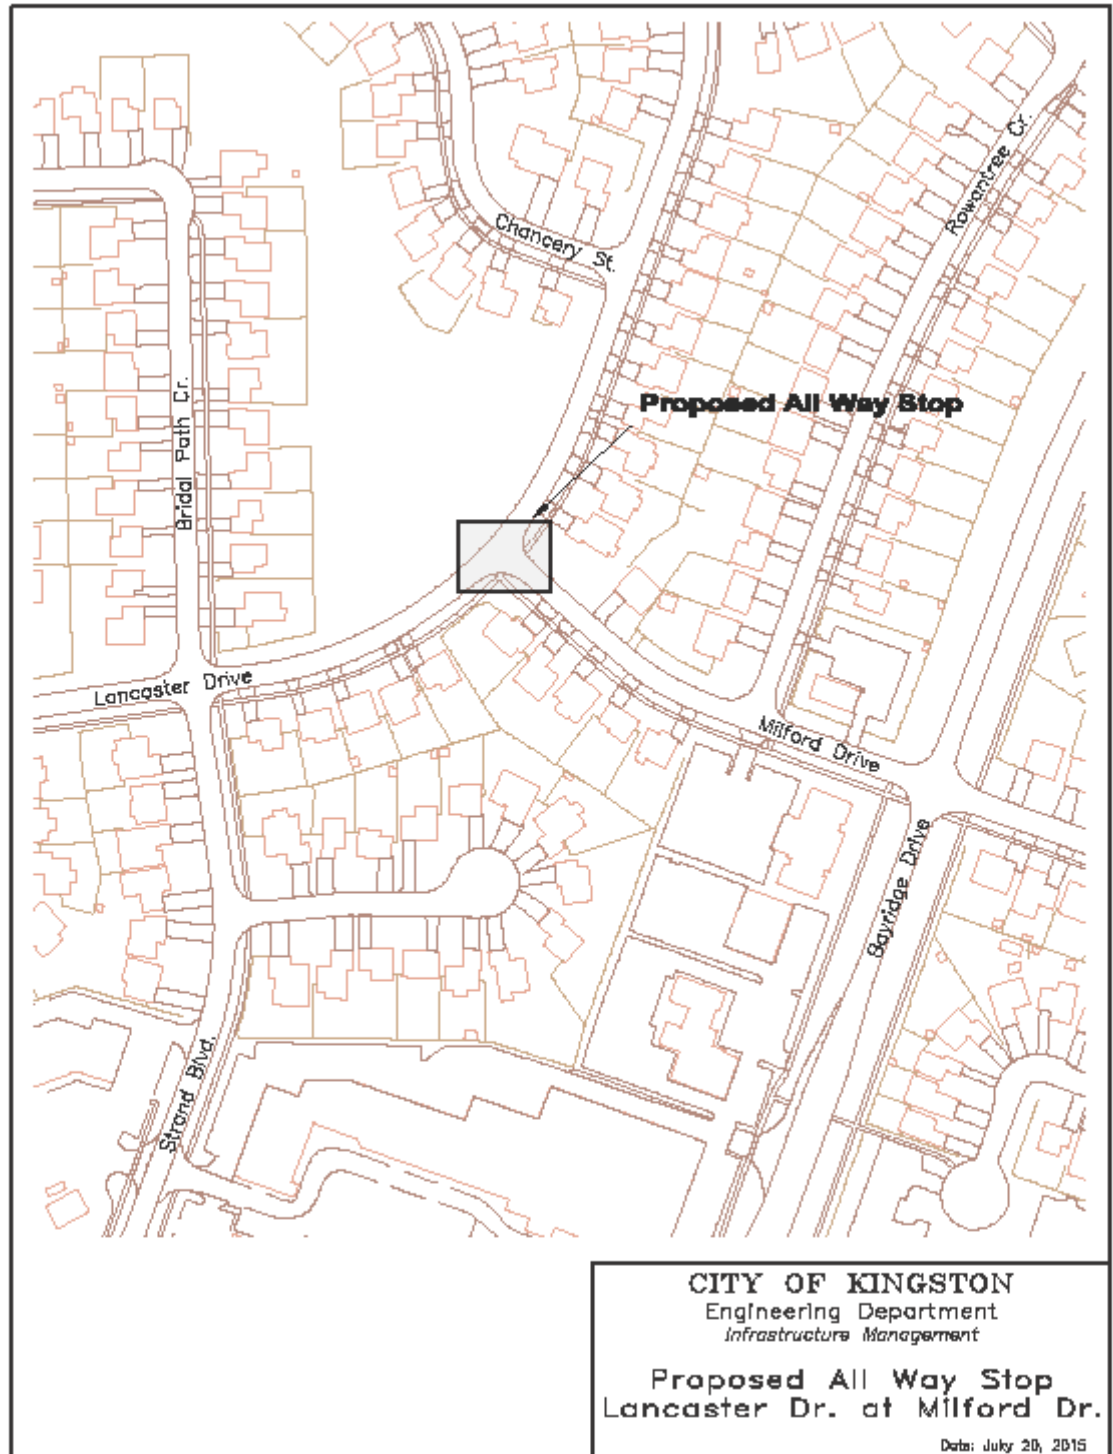 Rowantree Cr.
Chancery St.
Proposed All Way Stop
Bridal Path Cr.
Lancaster Drive
Milford Drive
Bayridge Drive
Strand Blvd.
CITY OF KINGSTON
Engineering Department
Infrastructure Management
Proposed All Way Stop
Lancaster Dr. at Milford Dr.
Date: July 20, 2015